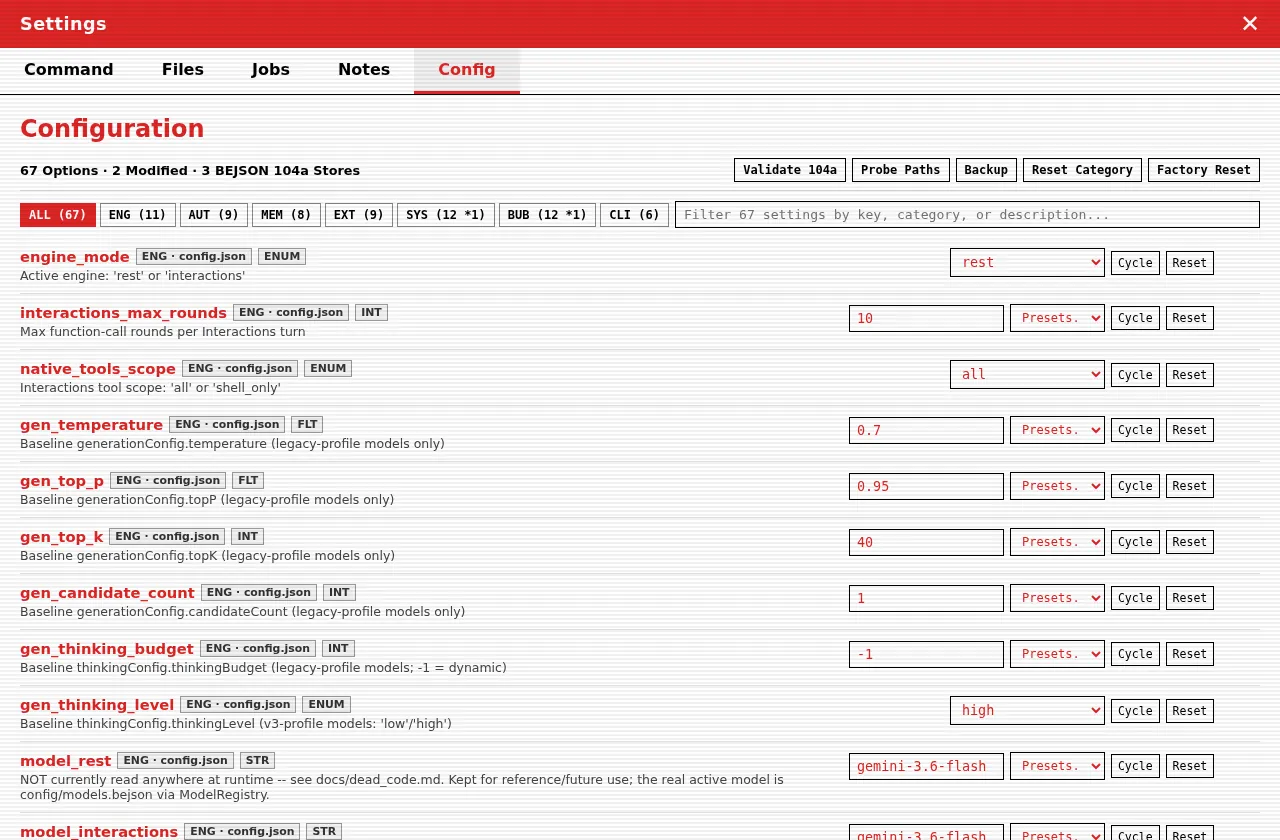 Settings ✕
Command Files Jobs Notes Config
Configuration
67 Options · 2 Modified · 3 BEJSON 104a Stores Validate 104a Probe Paths Backup Reset Category Factory Reset
ALL (67) ENG (11) AUT (9) MEM (8) EXT (9) SYS (12 *1) BUB (12 *1) CLI (6) Filter 67 settings by key, category, or description...
engine_mode ENG · config.json ENUM rest Cycle Reset
Active engine: 'rest' or 'interactions'
interactions_max_rounds ENG · config.json INT 10 Presets. Cycle Reset
Max function-call rounds per Interactions turn
native_tools_scope ENG · config.json ENUM all Cycle Reset
Interactions tool scope: 'all' or 'shell_only'
gen_temperature ENG · config.json FLT 0.7 Presets. Cycle Reset
Baseline generationConfig.temperature (legacy-profile models only)
gen_top_p ENG · config.json FLT 0.95 Presets. Cycle Reset
Baseline generationConfig.topP (legacy-profile models only)
gen_top_k ENG · config.json INT 40 Presets. Cycle Reset
Baseline generationConfig.topK (legacy-profile models only)
gen_candidate_count ENG · config.json INT 1 Presets. Cycle Reset
Baseline generationConfig.candidateCount (legacy-profile models only)
gen_thinking_budget ENG · config.json INT -1 Presets. Cycle Reset
Baseline thinkingConfig.thinkingBudget (legacy-profile models; -1 = dynamic)
gen_thinking_level ENG · config.json ENUM high Cycle Reset
Baseline thinkingConfig.thinkingLevel (v3-profile models: 'low'/'high')
model_rest ENG · config.json STR gemini-3.6-flash Presets. Cycle Reset
NOT currently read anywhere at runtime -- see docs/dead_code.md. Kept for reference/future use; the real active model is
config/models.bejson via ModelRegistry.
model_interactions ENG · config.json STR gemini-3.6-flash Presets. Cycle Reset